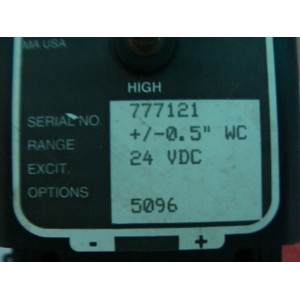 MA USA
HIGH
SERIAL NO. 777121
RANGE +/-0.5" WC
EXCIT. 24 VDC
OPTIONS
5096
- +